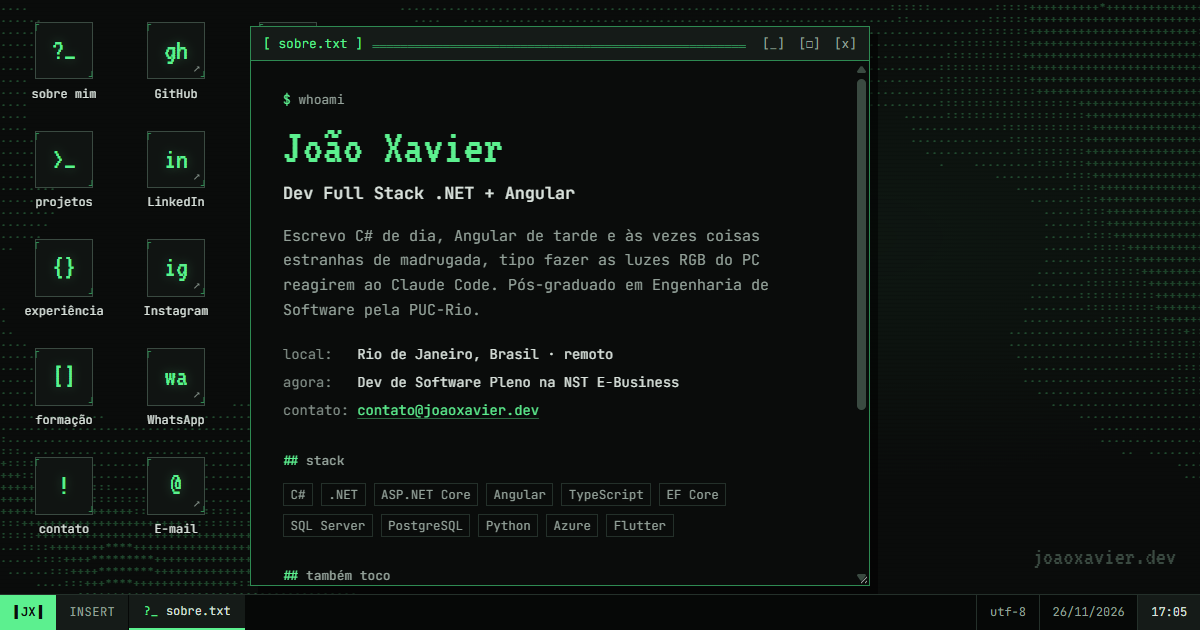 ?_
gh
sobre mim
GitHub
>_
in
projetos
LinkedIn
{}
ig
experiência
Instagram
[]
wa
formação
WhatsApp
!
@
contato
E-mail
[ sobre.txt ]
[_] [□] [x]
$ whoami
João Xavier
Dev Full Stack .NET + Angular
Escrevo C# de dia, Angular de tarde e às vezes coisas
estranhas de madrugada, tipo fazer as luzes RGB do PC
reagirem ao Claude Code. Pós-graduado em Engenharia de
Software pela PUC-Rio.
local: Rio de Janeiro, Brasil · remoto
agora: Dev de Software Pleno na NST E-Business
contato: contato@joaoxavier.dev
## stack
C# .NET ASP.NET Core Angular TypeScript EF Core
SQL Server PostgreSQL Python Azure Flutter
## também toco
joaoxavier.dev
[JX] INSERT ?_ sobre.txt utf-8 26/11/2026 17:05